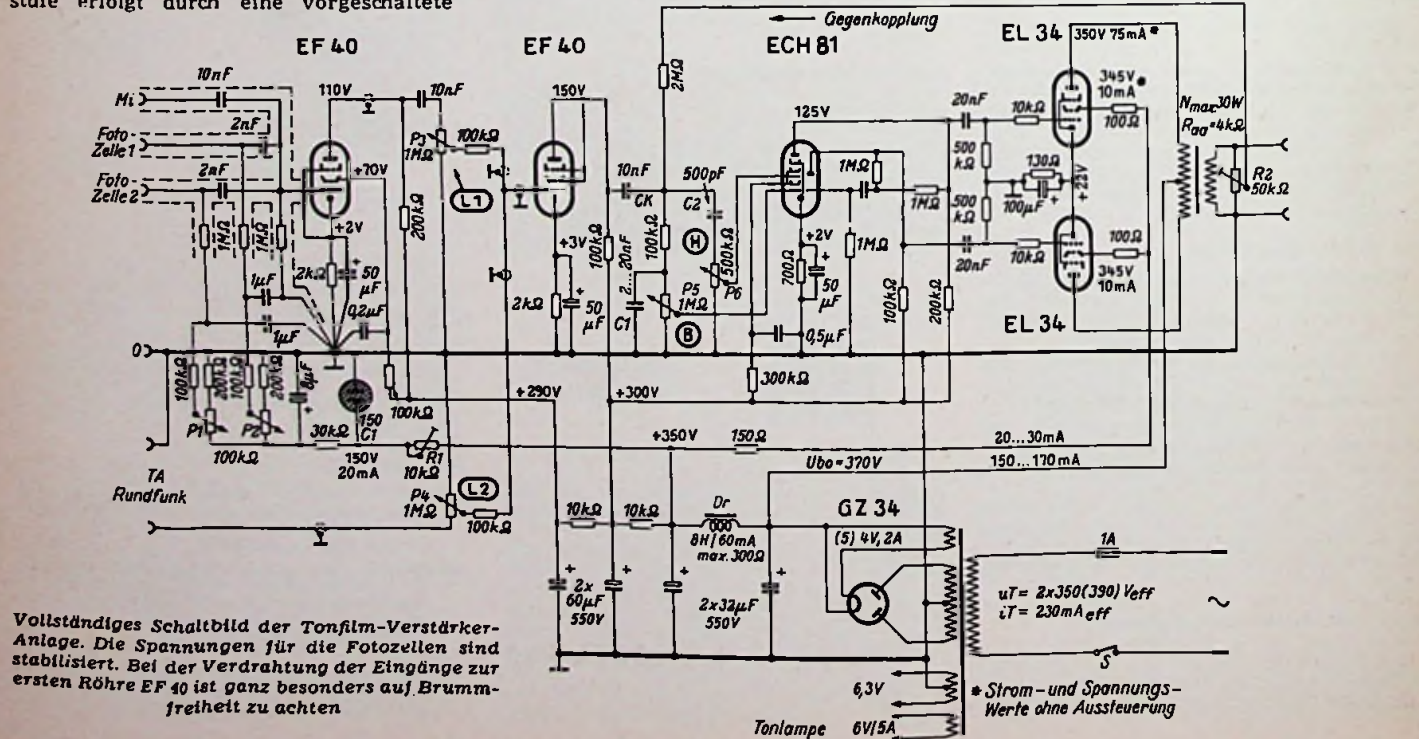 stufe erfolgt durch eine vorgeschaltete
Gegenkopplung
EF 40
EF 40
ECH 81
EL 34
350V 75mA *
10nF
Mi
110V
10nF
2MΩ
150V
125V
20nF
10kΩ
345V *
10mA
100Ω
Nmax 30W
Raa=4kΩ
Foto-
Zelle 1
2nF
P3
1MΩ
100kΩ
+70V
Foto-
Zelle 2
2nF
10nF
CK
500pF
C2
1MΩ
500
kΩ
130Ω
+22V
R2
50kΩ
L1
1MΩ
1MΩ
200kΩ
100kΩ
100kΩ
H
500kΩ
P6
1MΩ
500
kΩ
100µF
+2V
2kΩ
50
µF
+3V
2kΩ
50
µF
2...20nF
C1
P5
1MΩ
B
+2V
700Ω
50
µF
1MΩ
20nF
10kΩ
100Ω
345V
10mA
1µF
1µF
0,2µF
0,5µF
100kΩ
200kΩ
EL 34
0
100kΩ
200kΩ
100kΩ
200kΩ
8µF
150
C1
100kΩ
+290V
+300V
300kΩ
P1
P2
100kΩ
30kΩ
150V
20mA
R1
10kΩ
+350V
150Ω
20...30mA
Ubo=370V
150...170mA
TA
Rundfunk
P4
1MΩ
L2
100kΩ
10kΩ
10kΩ
Dr
8H/60mA
max.300Ω
GZ 34
(5) 4V,2A
1A
2x
60µF
550V
2x32µF
550V
uT= 2x350(390) Veff
iT= 230mAeff
~
S
6,3V
Tonlampe 6V/5A
* Strom- und Spannungs-
Werte ohne Aussteuerung
Vollständiges Schaltbild der Tonfilm-Verstärker-
Anlage. Die Spannungen für die Fotozellen sind
stabilisiert. Bei der Verdrahtung der Eingänge zur
ersten Röhre EF 40 ist ganz besonders auf Brumm-
freiheit zu achten